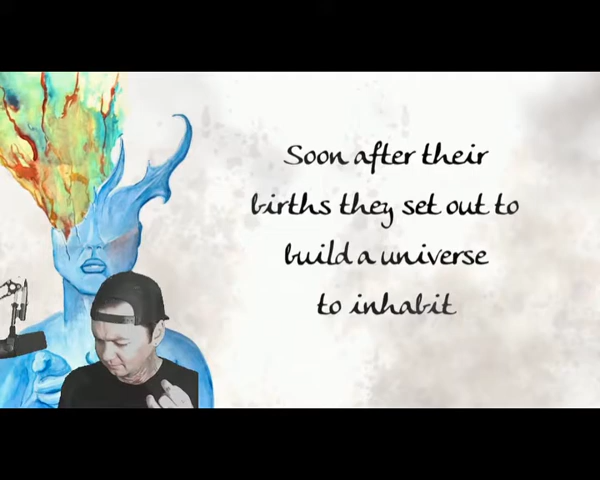 Soon after their
births they set out to
build a universe
to inhabit